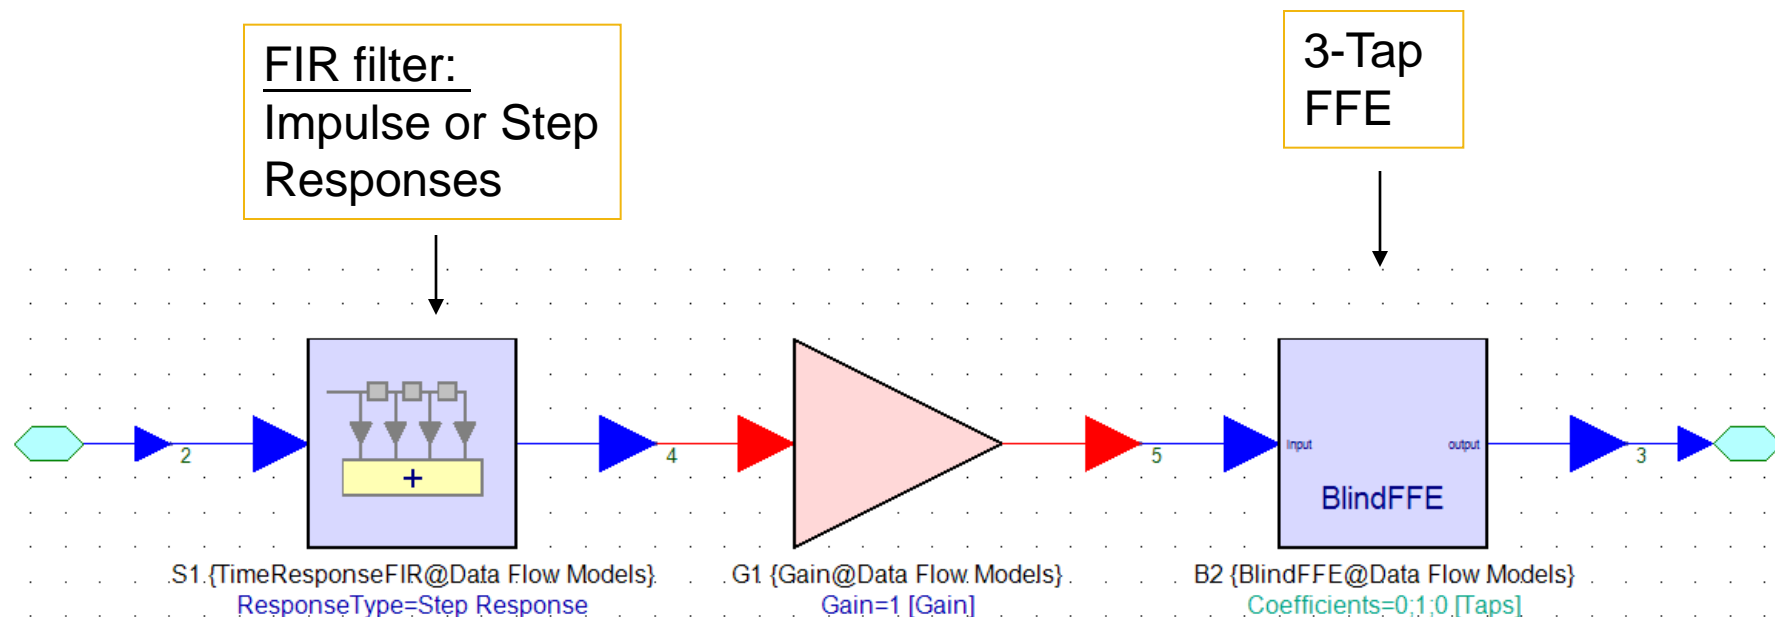 FIR filter:
Impulse or Step
Responses
3-Tap
FFE
2
4
5
3
+
Input
output
BlindFFE
S1 {TimeResponseFIR@Data Flow Models}
ResponseType=Step Response
G1 {Gain@Data Flow Models}
Gain=1 [Gain]
B2 {BlindFFE@Data Flow Models}
Coefficients=0;1;0 [Taps]